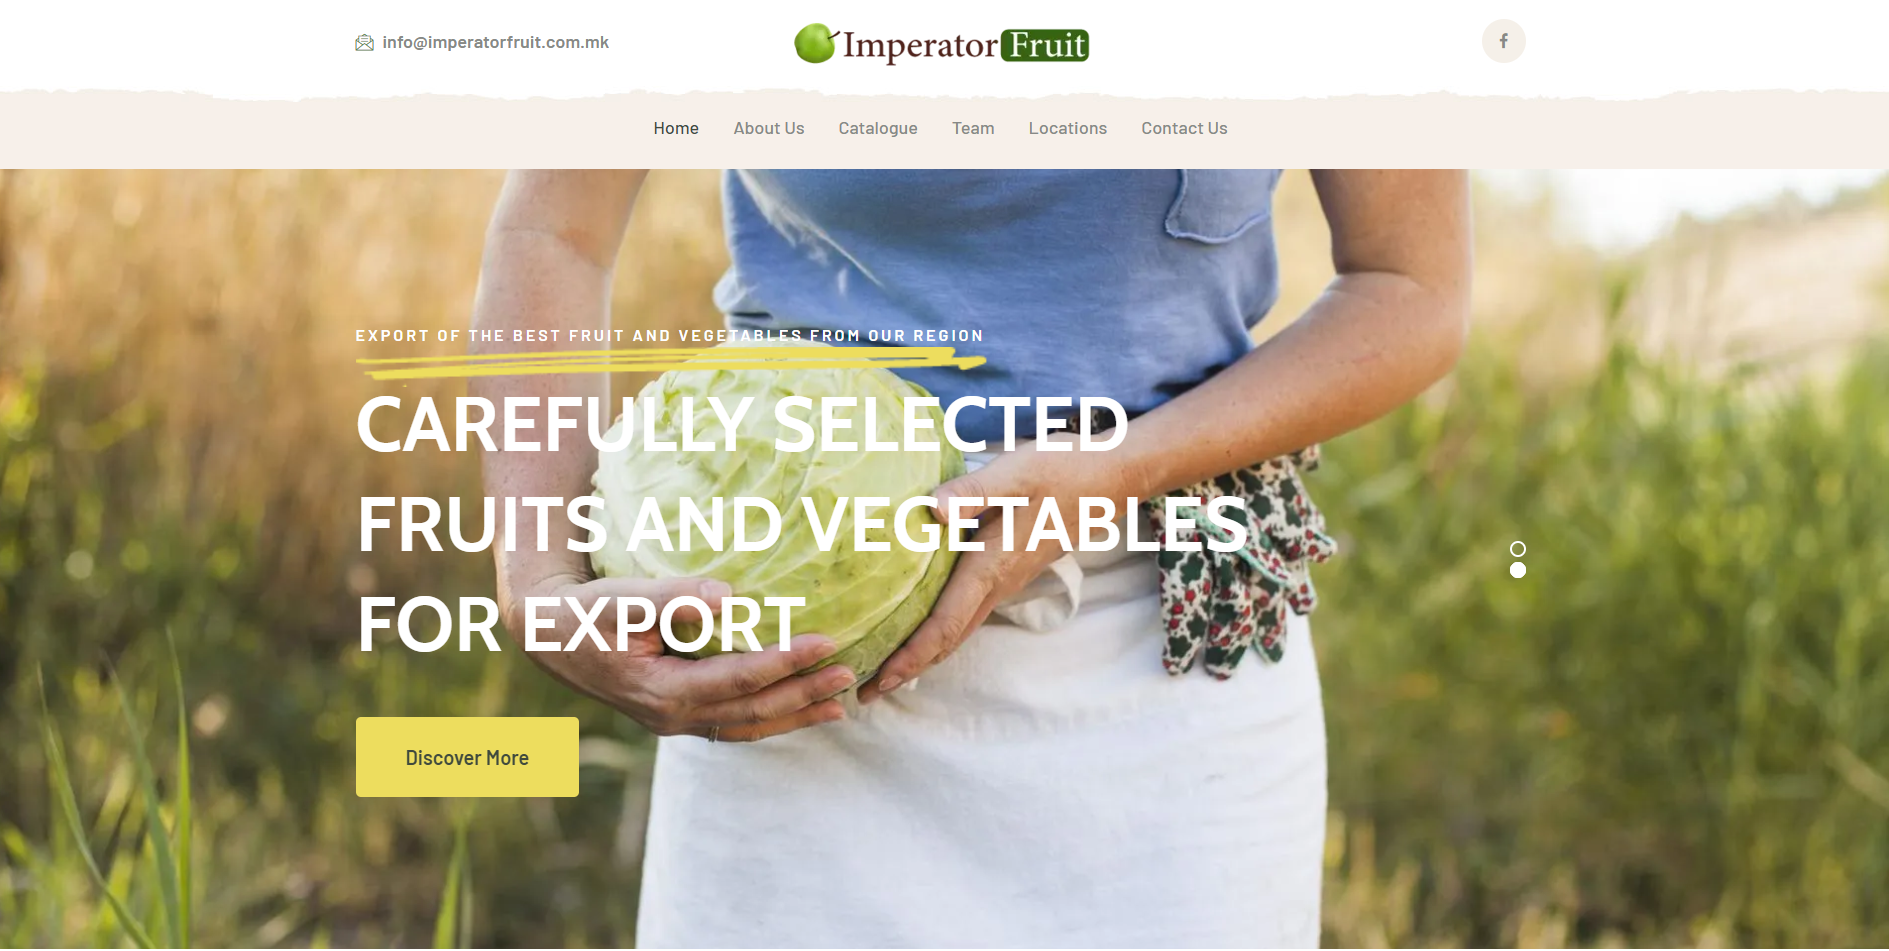 info@imperatorfruit.com.mk
Imperator Fruit
Home About Us Catalogue Team Locations Contact Us
EXPORT OF THE BEST FRUIT AND VEGETABLES FROM OUR REGION
CAREFULLY SELECTED
FRUITS AND VEGETABLES
FOR EXPORT
Discover More